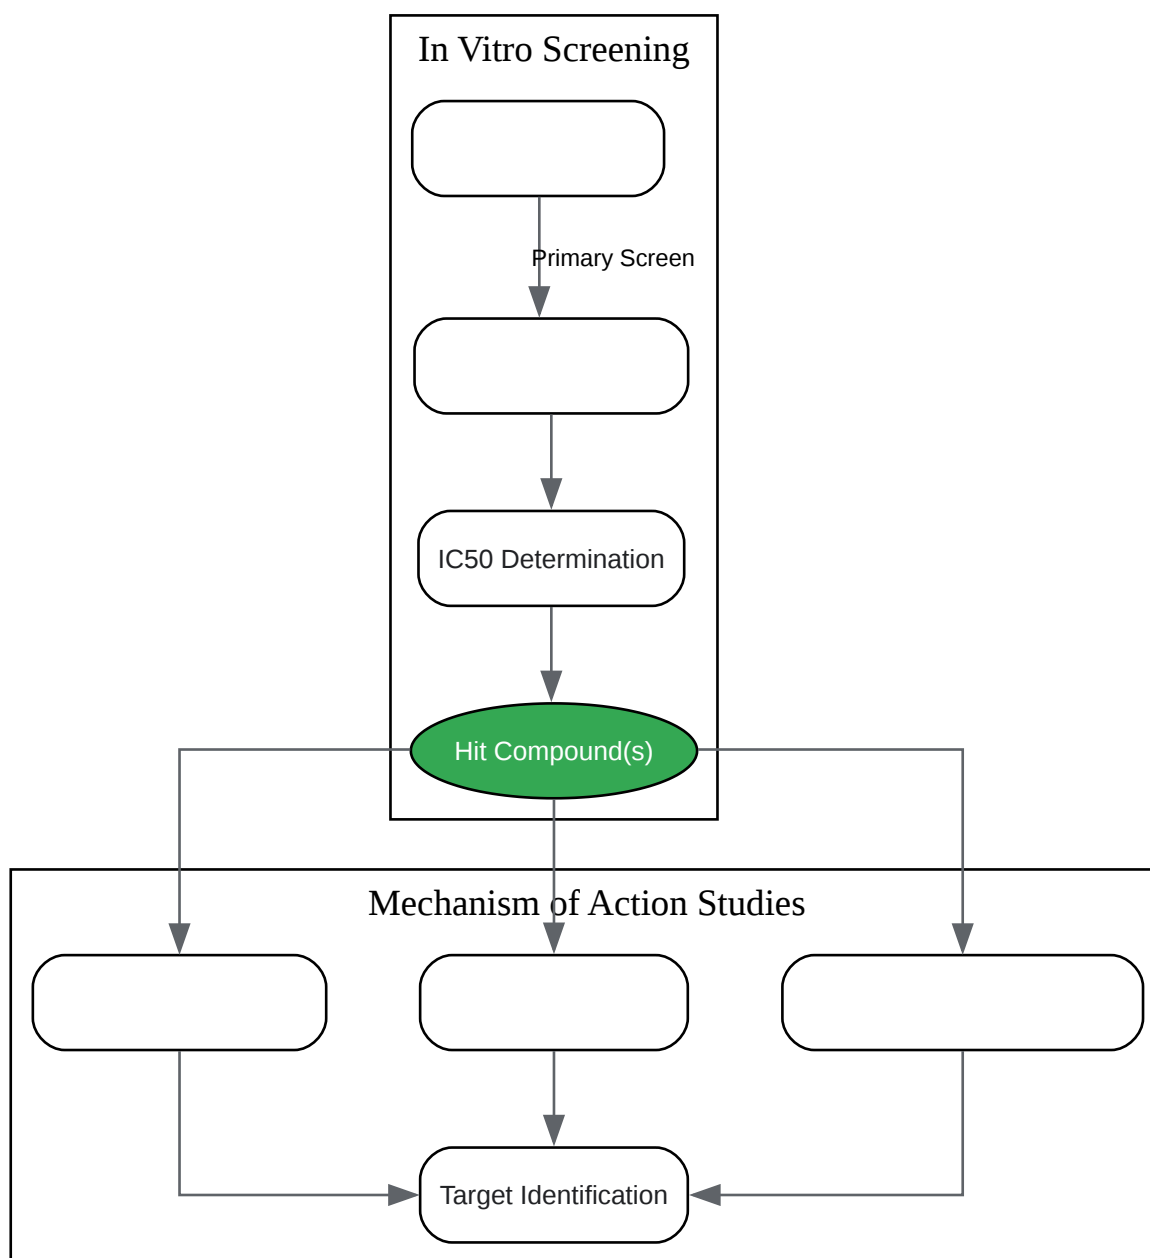 In Vitro Screening
Primary Screen
IC50 Determination
Hit Compound(s)
Mechanism of Action Studies
Target Identification